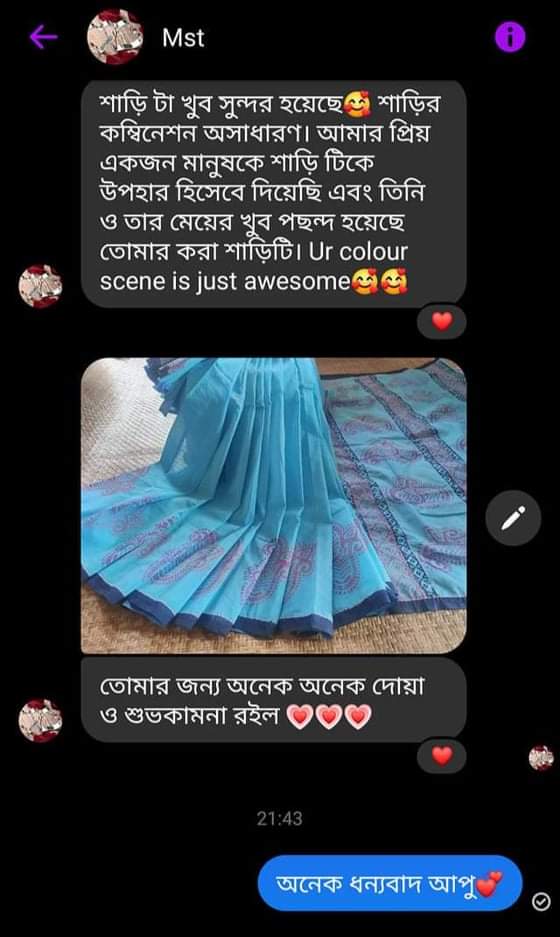 Mst
শাড়ি টা খুব সুন্দর হয়েছে🥰 শাড়ির
কম্বিনেশন অসাধারণ। আমার প্রিয়
একজন মানুষকে শাড়ি টিকে
উপহার হিসেবে দিয়েছি এবং তিনি
ও তার মেয়ের খুব পছন্দ হয়েছে
তোমার করা শাড়িটি। Ur colour
scene is just awesome🥰🥰
তোমার জন্য অনেক অনেক দোয়া
ও শুভকামনা রইল 💗💗💗
21:43
অনেক ধন্যবাদ আপু💕